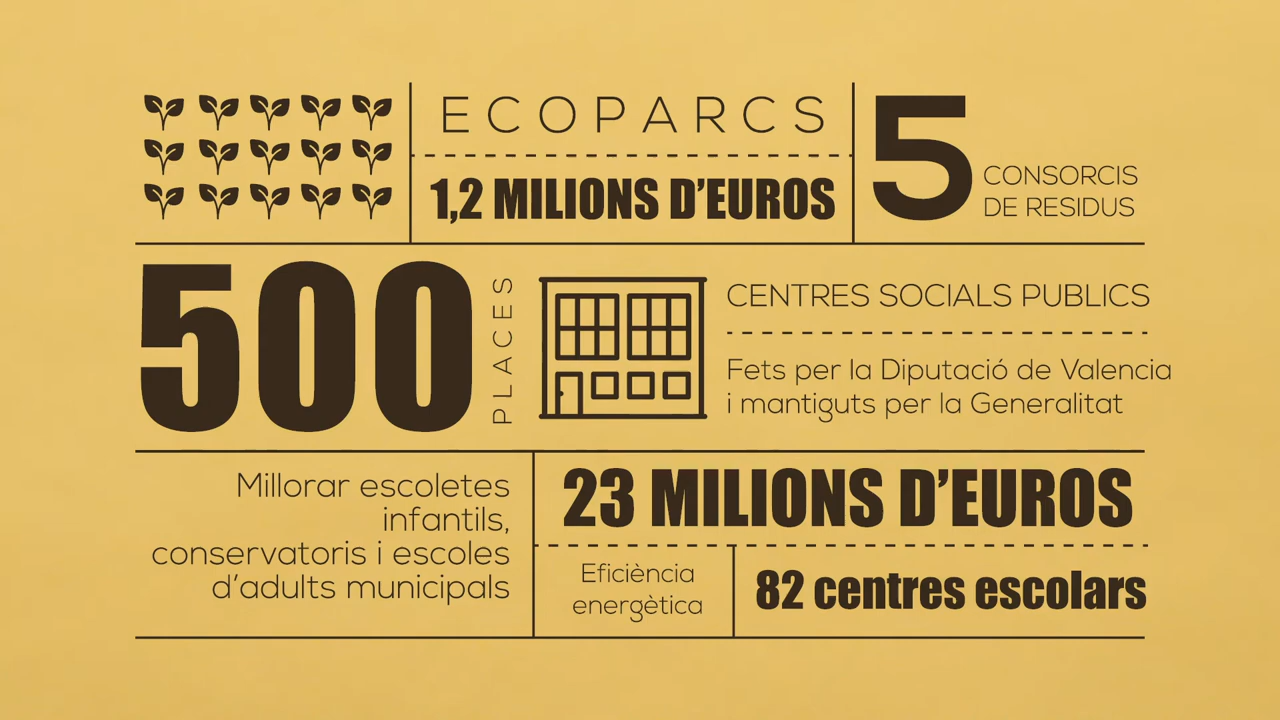 ECOPARCS
1,2 MILIONS D’EUROS
5
CONSORCIS
DE RESIDUS
500
PLACES
CENTRES SOCIALS PUBLICS
Fets per la Diputació de Valencia
i mantiguts per la Generalitat
Millorar escoletes
infantils,
conservatoris i escoles
d’adults municipals
23 MILIONS D’EUROS
Eficiència
energètica
82 centres escolars